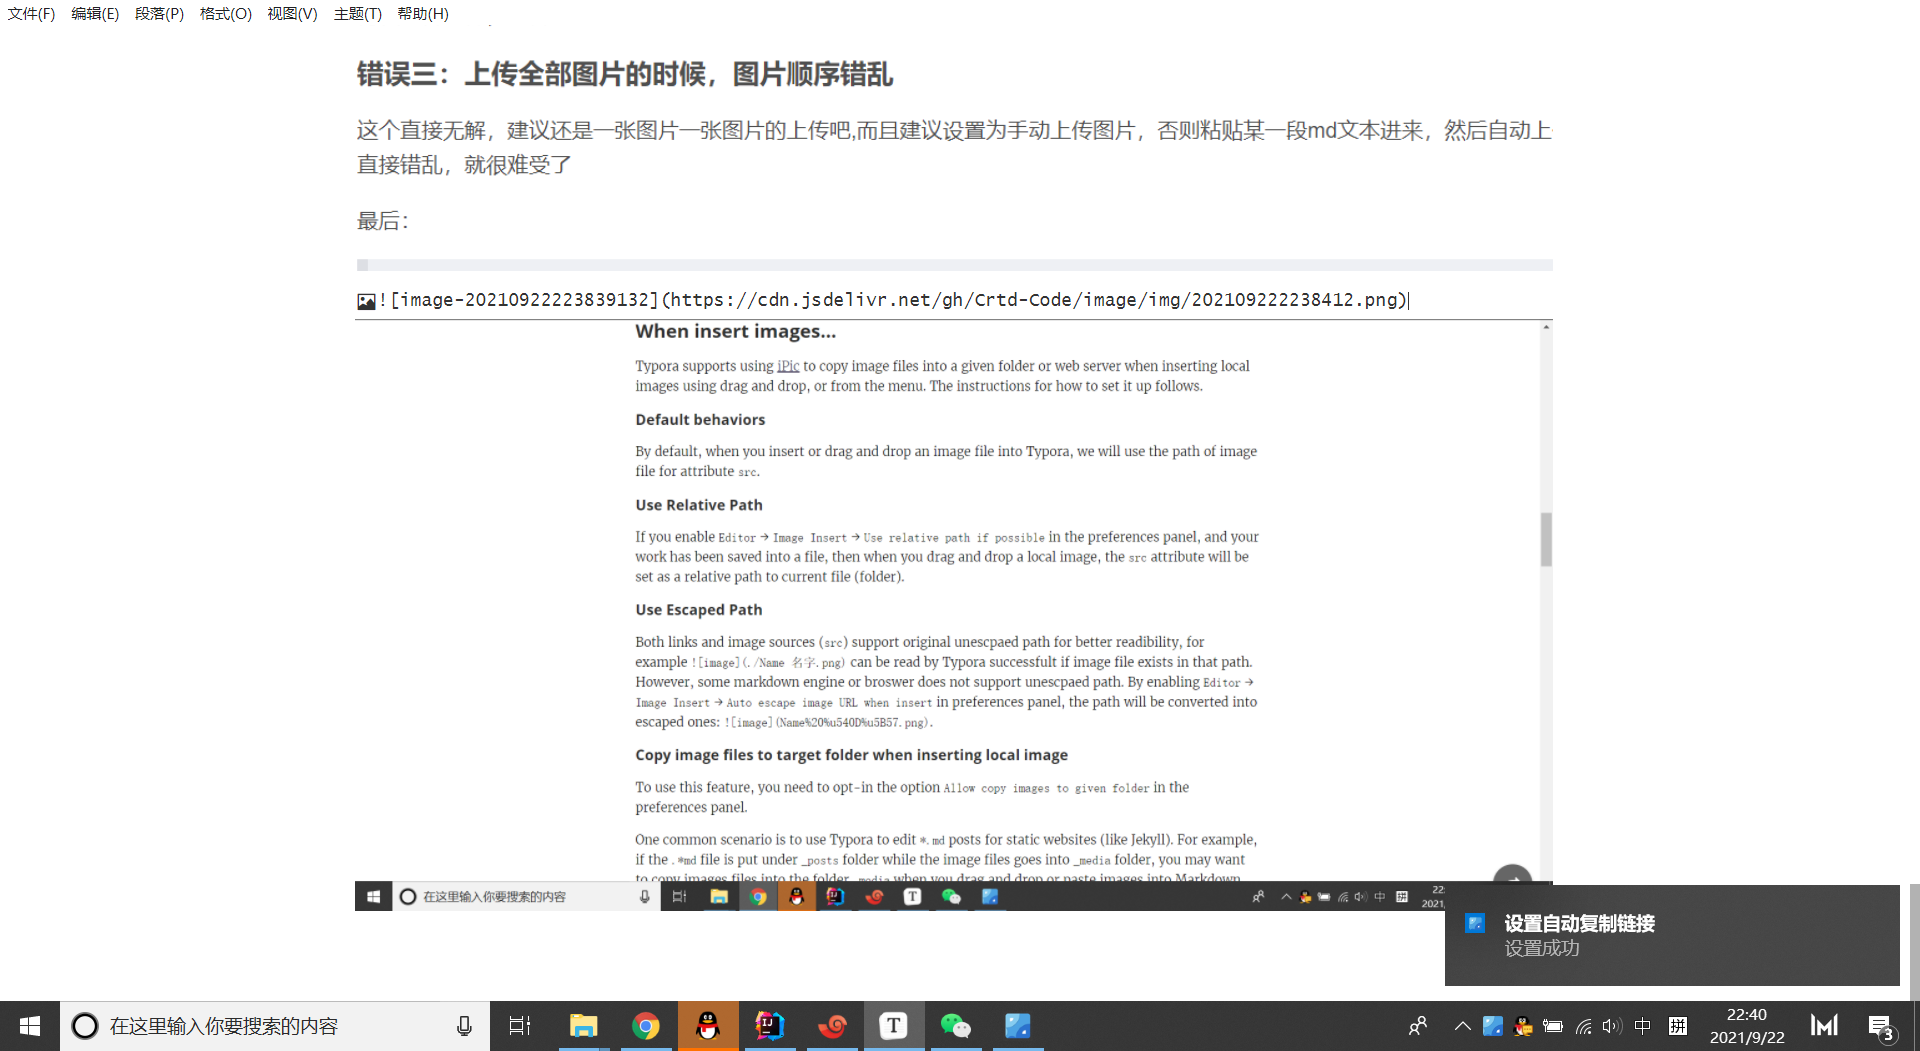 文件(F) 编辑(E) 段落(P) 格式(O) 视图(V) 主题(T) 帮助(H)
错误三：上传全部图片的时候，图片顺序错乱
这个直接无解，建议还是一张图片一张图片的上传吧,而且建议设置为手动上传图片，否则粘贴某一段md文本进来，然后自动上
直接错乱，就很难受了
最后：
![image-20210922223839132](https://cdn.jsdelivr.net/gh/Crtd-Code/image/img/202109222238412.png)
When insert images...
Typora supports using iPic to copy image files into a given folder or web server when inserting local
images using drag and drop, or from the menu. The instructions for how to set it up follows.
Default behaviors
By default, when you insert or drag and drop an image file into Typora, we will use the path of image
file for attribute src.
Use Relative Path
If you enable Editor → Image Insert → Use relative path if possible in the preferences panel, and your
work has been saved into a file, then when you drag and drop a local image, the src attribute will be
set as a relative path to current file (folder).
Use Escaped Path
Both links and image sources (src) support original unescpaed path for better readibility, for
example ![image](./Name 名字.png) can be read by Typora successfult if image file exists in that path.
However, some markdown engine or broswer does not support unescpaed path. By enabling Editor →
Image Insert → Auto escape image URL when insert in preferences panel, the path will be converted into
escaped ones: ![image](Name%20%u540D%u5B57.png).
Copy image files to target folder when inserting local image
To use this feature, you need to opt-in the option Allow copy images to given folder in the
preferences panel.
One common scenario is to use Typora to edit *.md posts for static websites (like Jekyll). For example,
if the .*md file is put under _posts folder while the image files goes into _media folder, you may want
to copy images files into the folder _media when you drag and drop or paste images into Markdown
在这里输入你要搜索的内容 T 中 拼 22:
2021,
设置自动复制链接
设置成功
在这里输入你要搜索的内容 IJ T 中 拼 22:40
2021/9/22 3